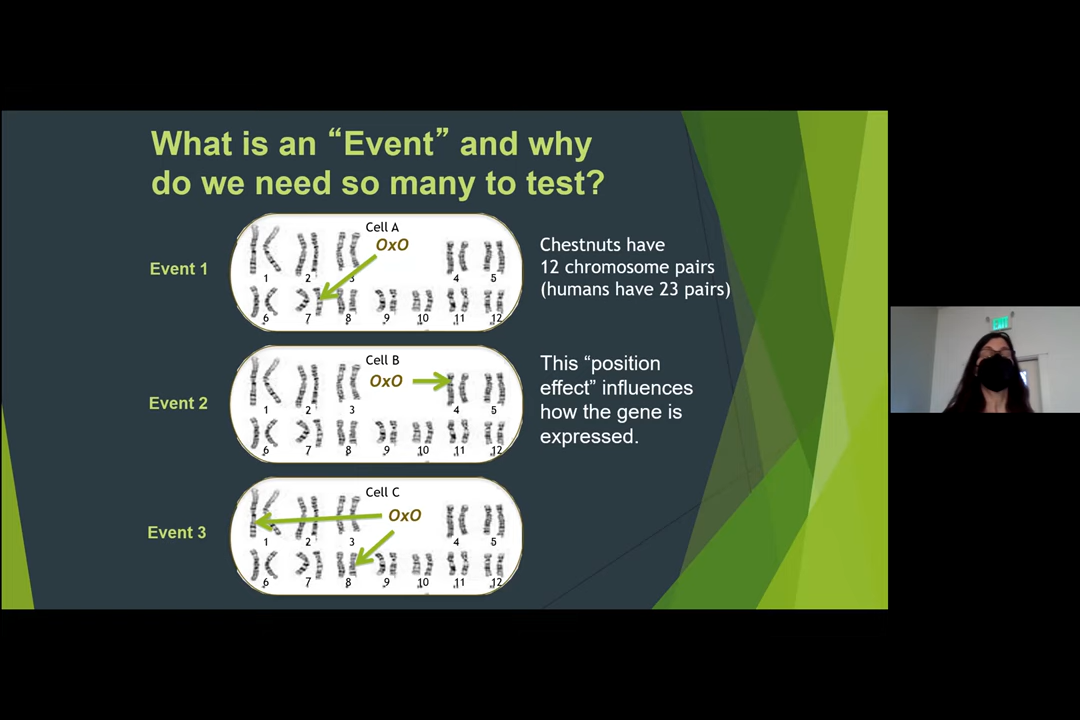 What is an “Event” and why
do we need so many to test?
Event 1
Cell A
OxO
1 2 3 4 5
6 7 8 9 10 11 12
Chestnuts have
12 chromosome pairs
(humans have 23 pairs)
Event 2
Cell B
OxO
1 2 3 4 5
6 7 8 9 10 11 12
This “position
effect” influences
how the gene is
expressed.
Event 3
Cell C
OxO
1 2 3 4 5
6 7 8 9 10 11 12
EXIT